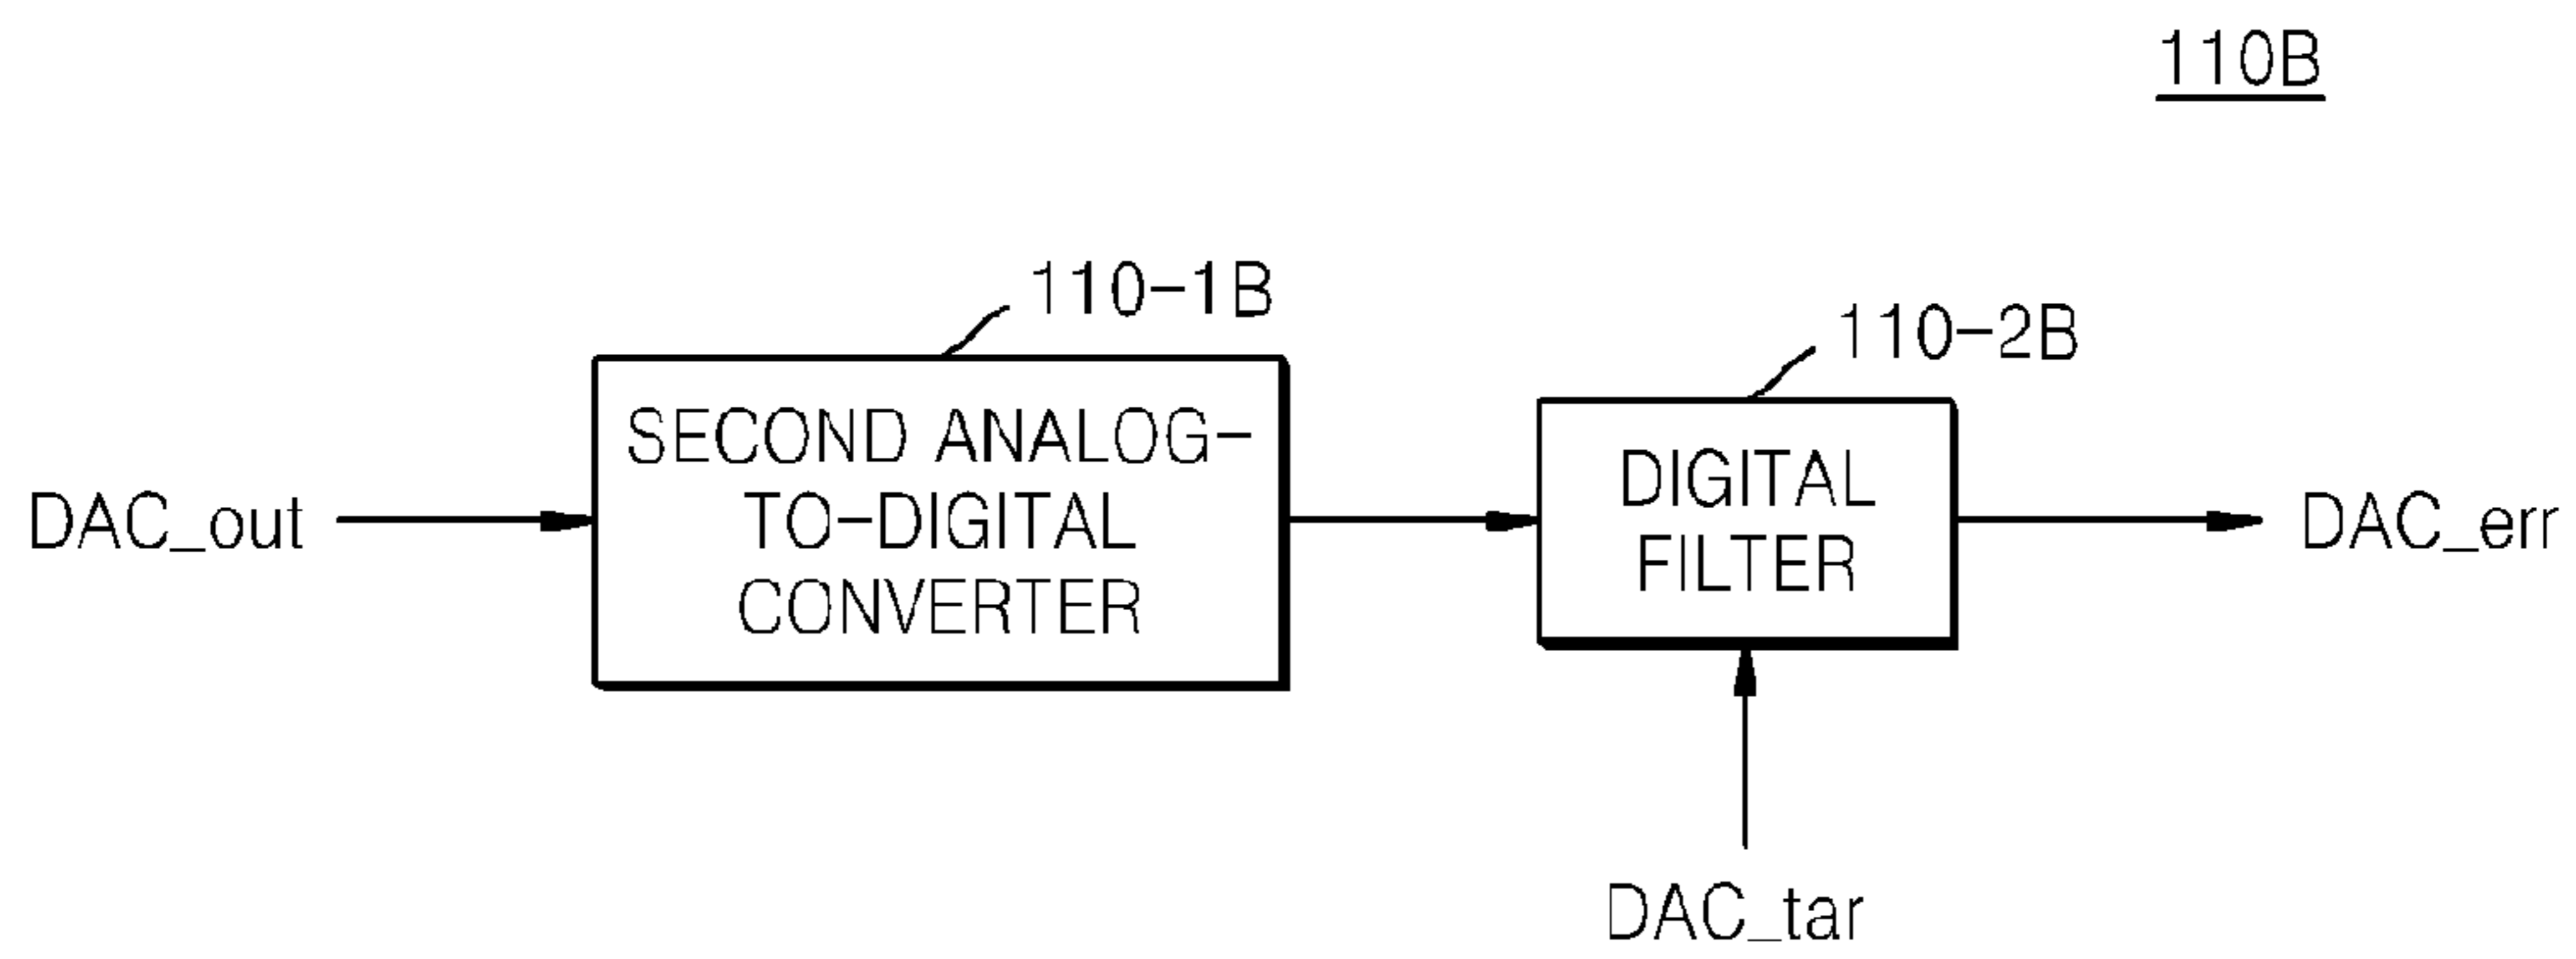 110B
110-1B
110-2B
SECOND ANALOG-
TO-DIGITAL
CONVERTER
DIGITAL
FILTER
DAC_out
DAC_err
DAC_tar